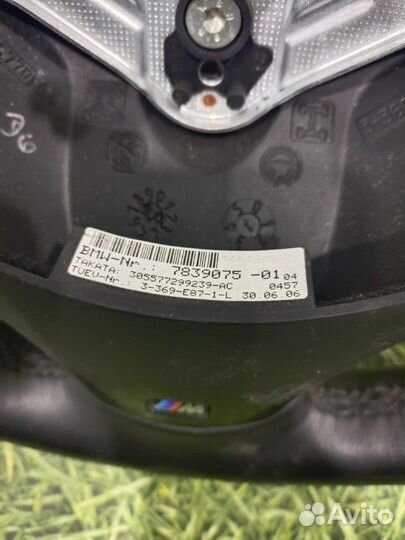 BMW-Nr.: 7839075-01 04
TAKATA: 305577299239-AC 0457
TUEV-Nr.: 3-369-E87-1-L 30.06.06
M
Avito